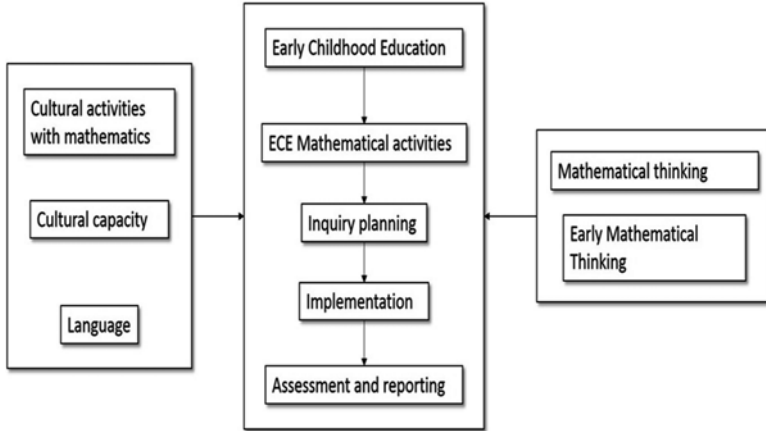 Cultural activities
with mathematics
Cultural capacity
Language
Early Childhood Education
ECE Mathematical activities
Inquiry planning
Implementation
Assessment and reporting
Mathematical thinking
Early Mathematical
Thinking